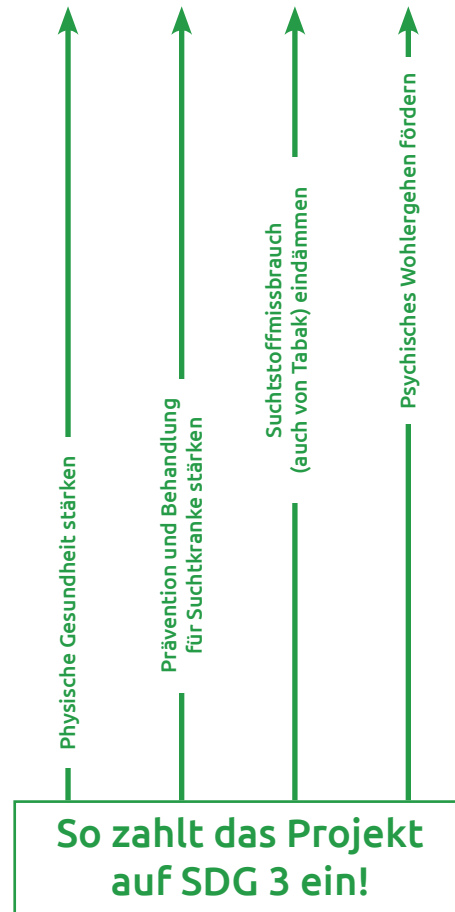 Physische Gesundheit stärken
Prävention und Behandlung
für Suchtkranke stärken
Suchtstoffmissbrauch
(auch von Tabak) eindämmen
Psychisches Wohlergehen fördern
So zahlt das Projekt
auf SDG 3 ein!